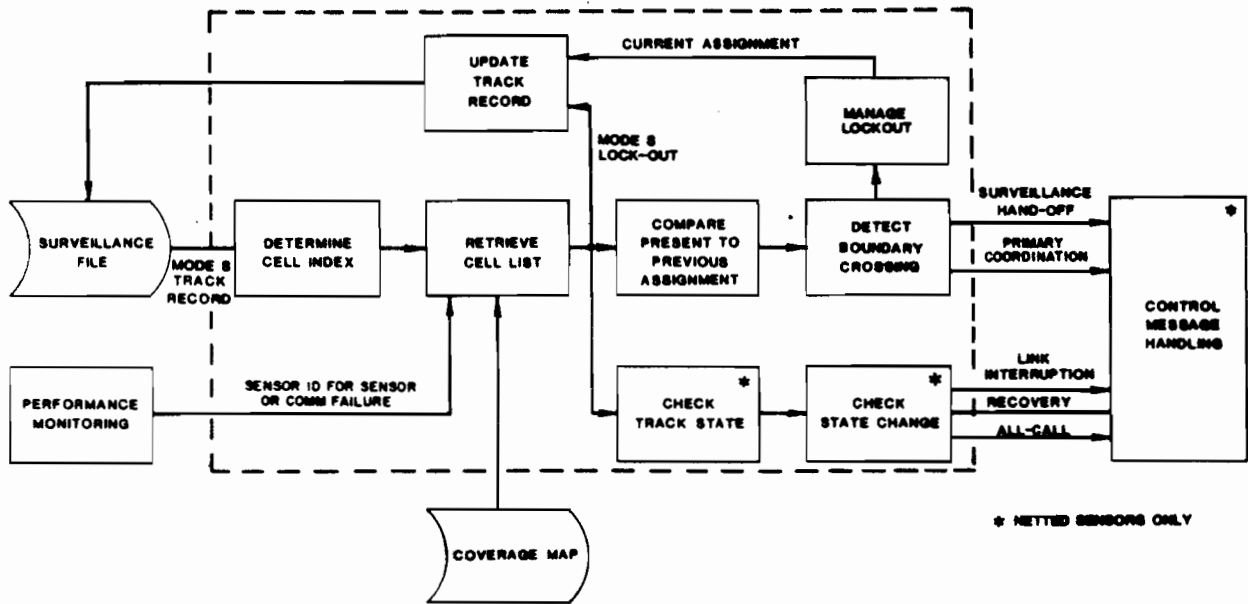 CURRENT ASSIGNMENT
UPDATE
TRACK
RECORD
MANAGE
LOCKOUT
MODE S
LOCK-OUT
SURVEILLANCE
HAND-OFF
*
SURVEILLANCE
FILE
MODE S
TRACK
RECORD
DETERMINE
CELL INDEX
RETRIEVE
CELL LIST
COMPARE
PRESENT TO
PREVIOUS
ASSIGNMENT
DETECT
BOUNDARY
CROSSING
PRIMARY
COORDINATION
CONTROL
MESSAGE
HANDLING
PERFORMANCE
MONITORING
SENSOR ID FOR SENSOR
OR COMM FAILURE
*
CHECK
TRACK STATE
*
CHECK
STATE CHANGE
LINK
INTERRUPTION
RECOVERY
ALL-CALL
COVERAGE MAP
* NETTED SENSORS ONLY